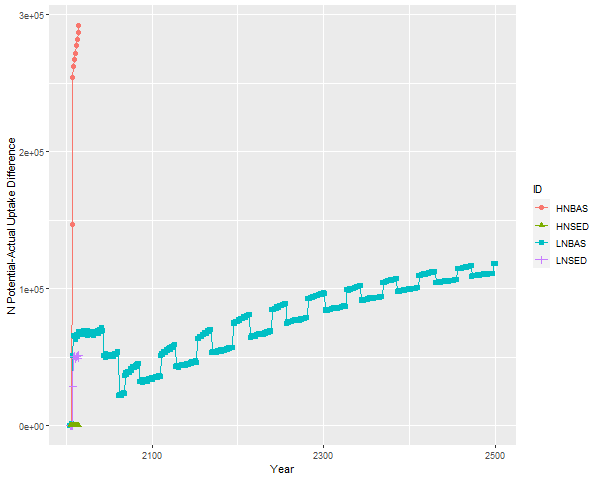 3e+05
2e+05
1e+05
0e+00
N Potential-Actual Uptake Difference
2100
2300
2500
Year
ID
HNBAS
HNSED
LNBAS
LNSED